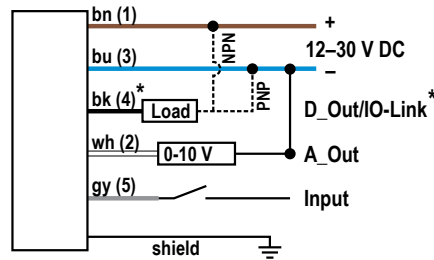 bn (1)
+
NPN
12–30 V DC
bu (3)
–
PNP
bk (4)*
Load
D_Out/IO-Link*
wh (2)
0-10 V
A_Out
gy (5)
Input
shield